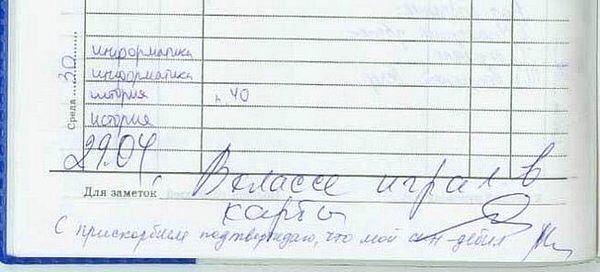 Среда 30
информатика
информатика
история п. 40
история
29.04. В классе играл в
Для заметок
карты
С прискорбием подтверждаю, что мой сын-дебил